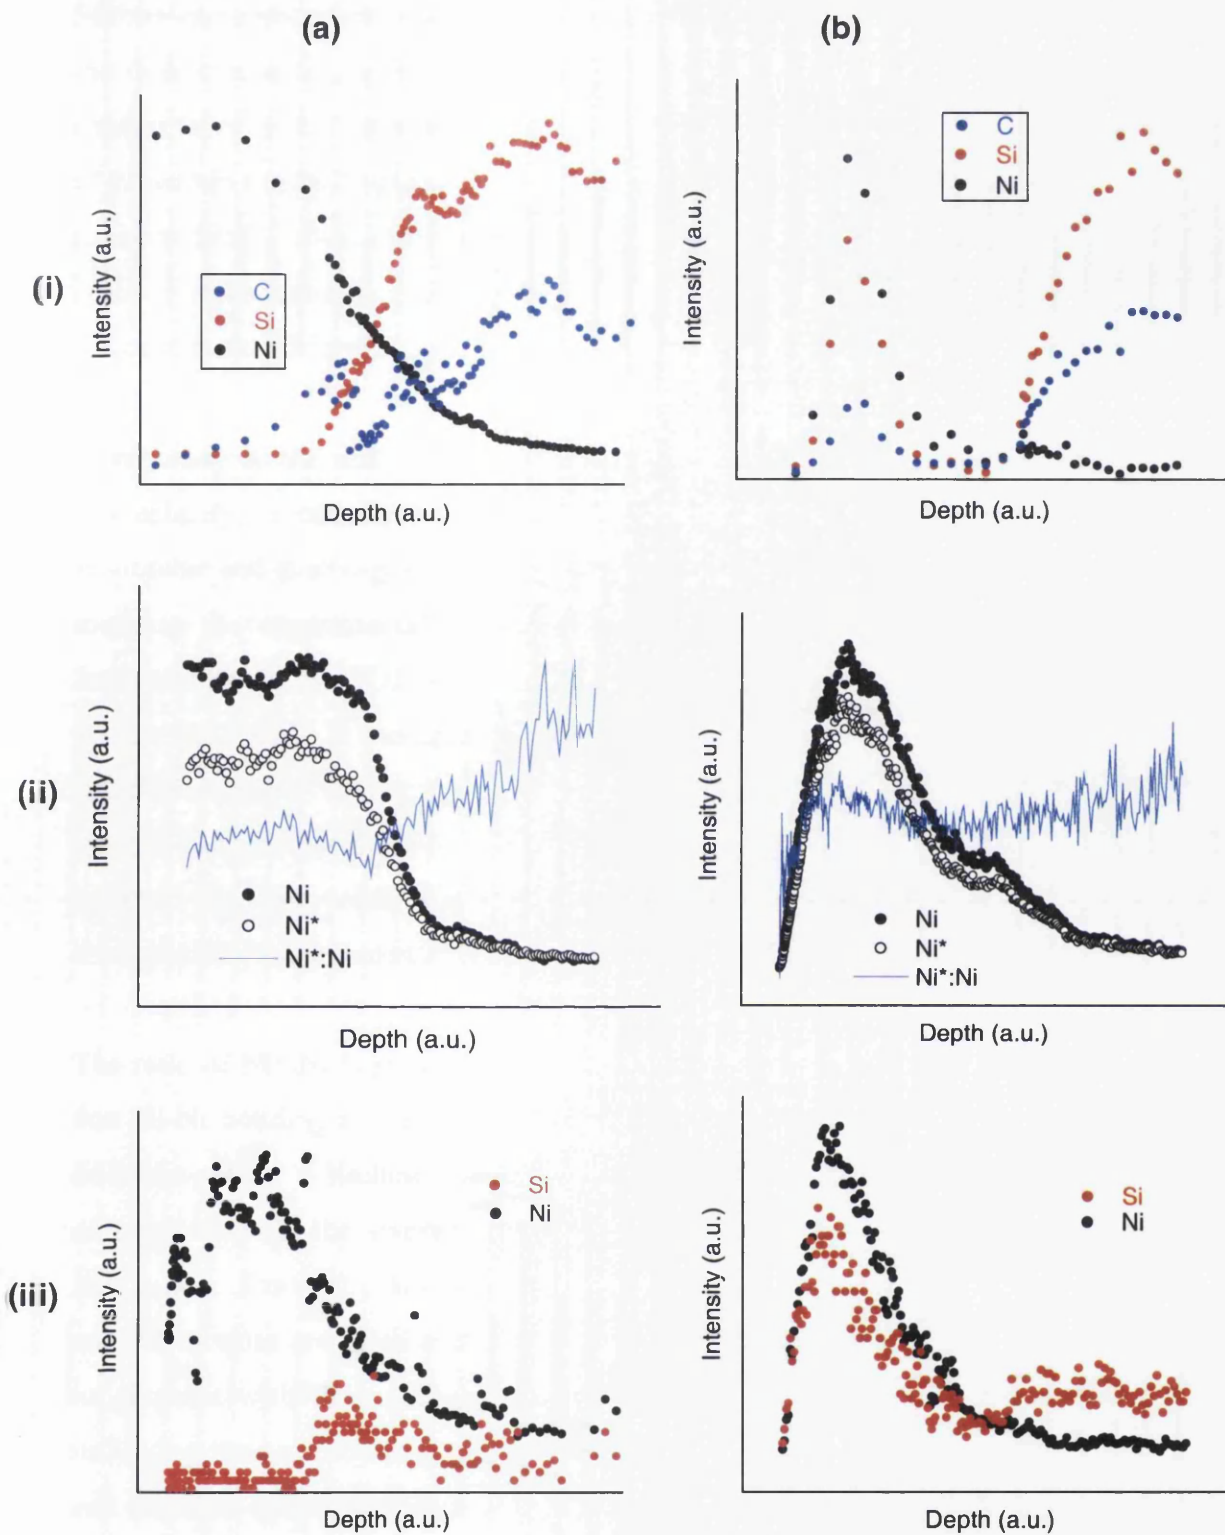 (a)
(b)
(i)
Intensity (a.u.)
C
Si
Ni
Depth (a.u.)
Intensity (a.u.)
C
Si
Ni
Depth (a.u.)
(ii)
Intensity (a.u.)
Ni
Ni*
Ni*:Ni
Depth (a.u.)
Intensity (a.u.)
Ni
Ni*
Ni*:Ni
Depth (a.u.)
(iii)
Intensity (a.u.)
Si
Ni
Depth (a.u.)
Intensity (a.u.)
Si
Ni
Depth (a.u.)